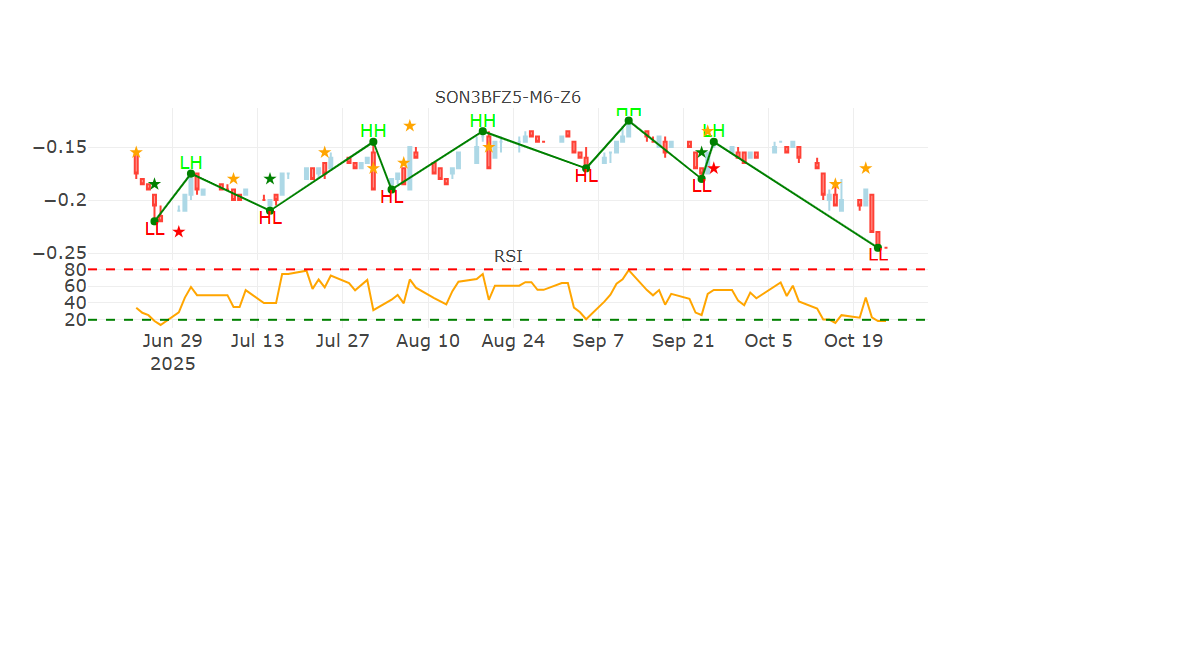 SON3BFZ5-M6-Z6
HH
HH
HH
LH
LH
−0.15
−0.2
−0.25
LL
HL
HL
HL
LL
LL
RSI
80
60
40
20
Jun 29
2025
Jul 13
Jul 27
Aug 10
Aug 24
Sep 7
Sep 21
Oct 5
Oct 19